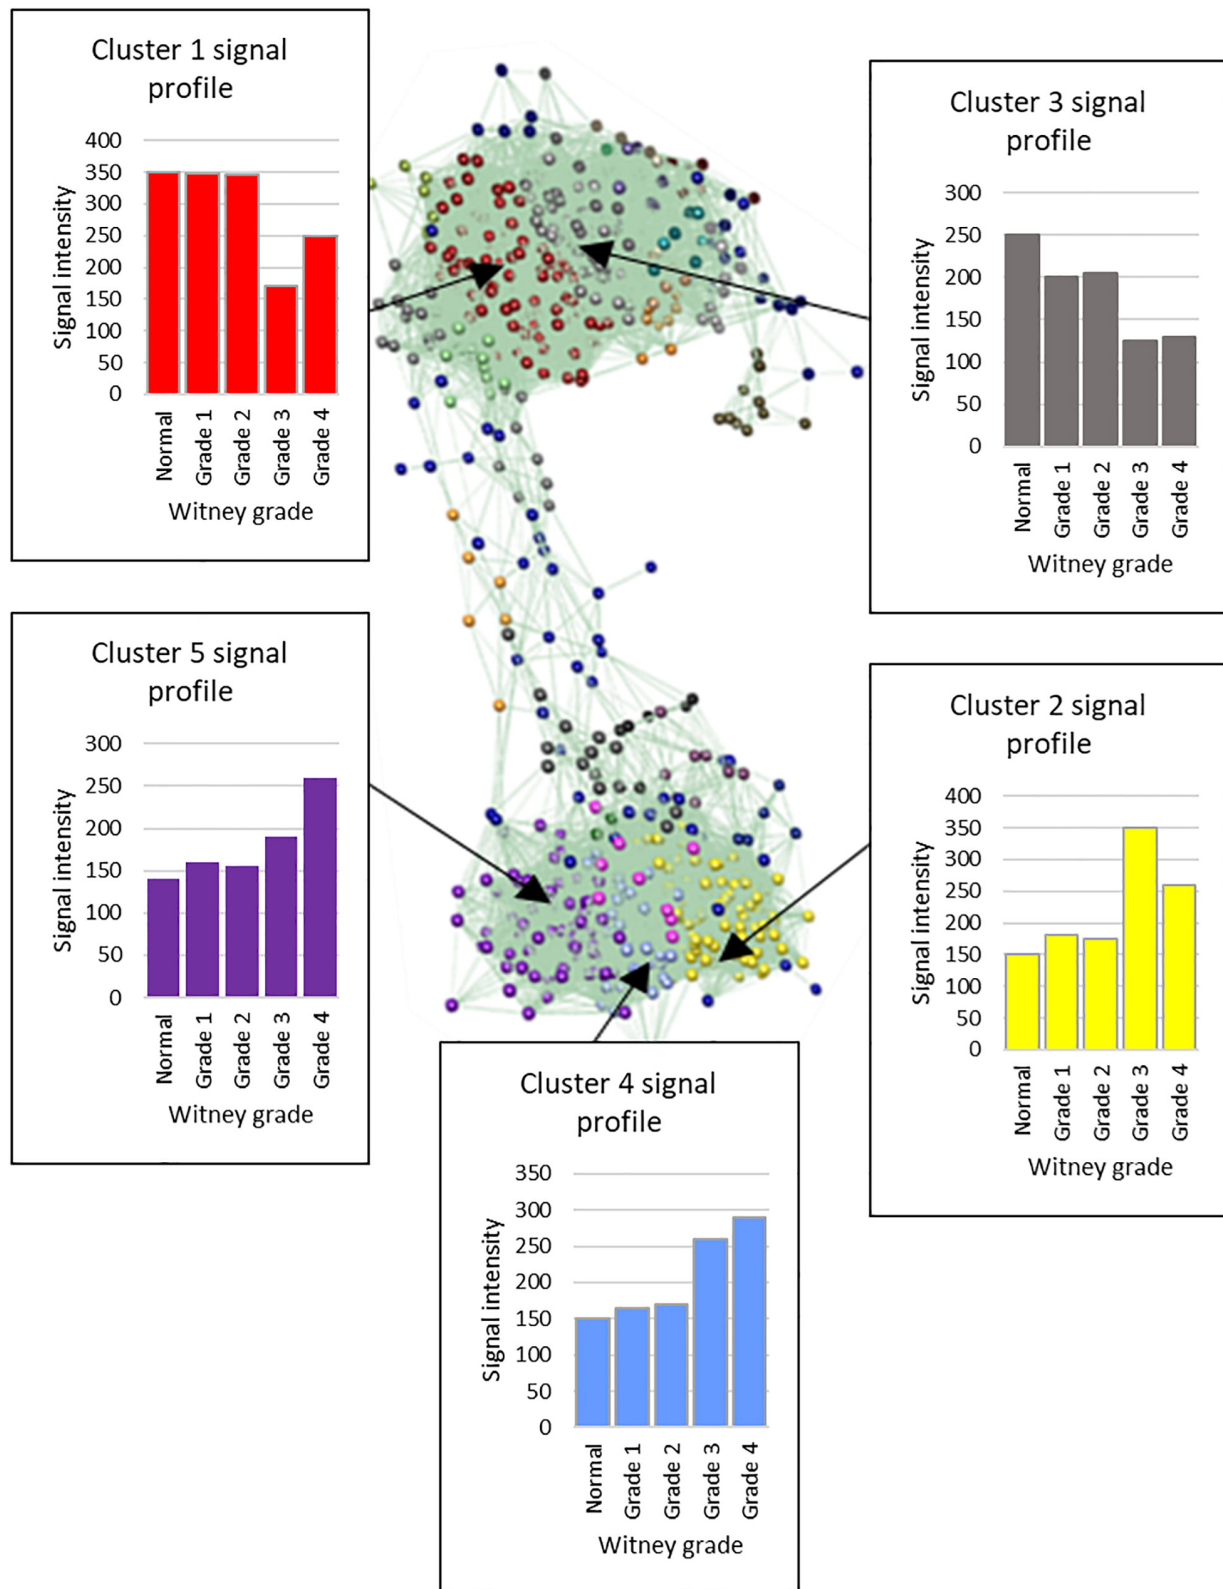 Cluster 1 signal
profile
Signal intensity
400
350
300
250
200
150
100
50
0
Normal
Grade 1
Grade 2
Grade 3
Grade 4
Witney grade
Cluster 3 signal
profile
Signal intensity
300
250
200
150
100
50
0
Normal
Grade 1
Grade 2
Grade 3
Grade 4
Witney grade
Cluster 5 signal
profile
Signal intensity
300
250
200
150
100
50
0
Normal
Grade 1
Grade 2
Grade 3
Grade 4
Witney grade
Cluster 2 signal
profile
Signal intensity
400
350
300
250
200
150
100
50
0
Normal
Grade 1
Grade 2
Grade 3
Grade 4
Witney grade
Cluster 4 signal
profile
Signal intensity
350
300
250
200
150
100
50
0
Normal
Grade 1
Grade 2
Grade 3
Grade 4
Witney grade